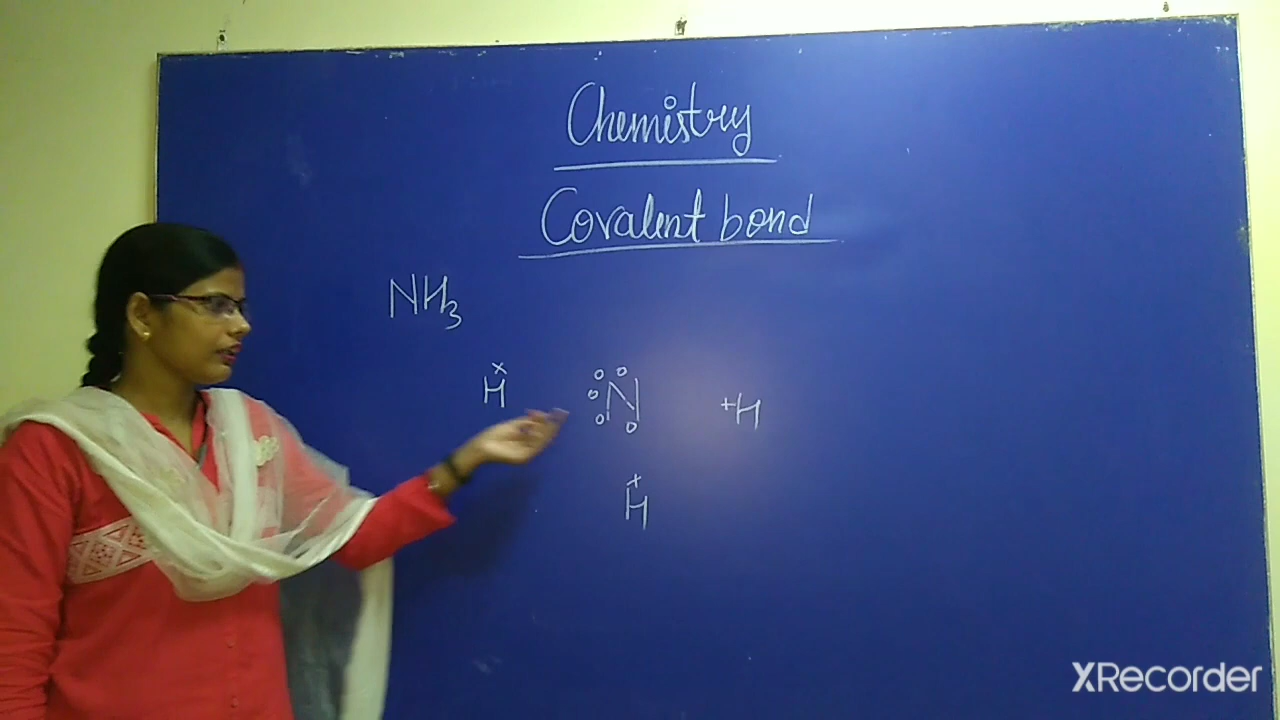 Chemistry
Covalent bond
NH3
H N +H
H
XRecorder